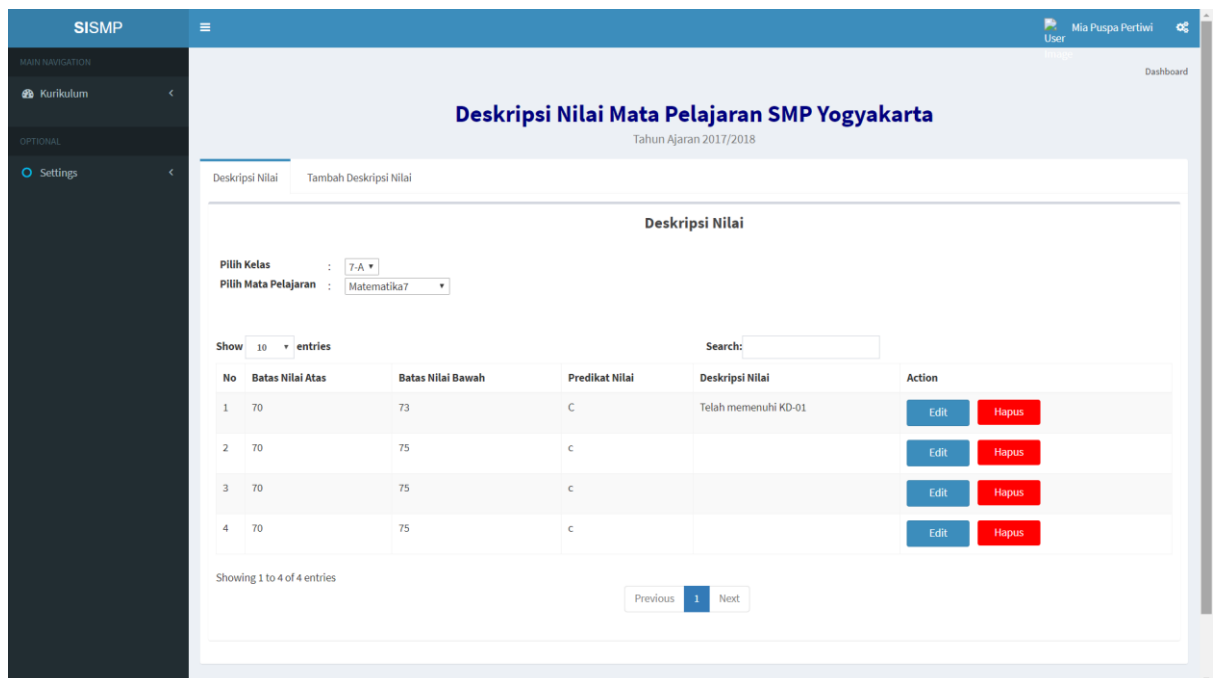 SISMP
User Mia Puspa Pertiwi
MAIN NAVIGATION
Dashboard
Kurikulum
Deskripsi Nilai Mata Pelajaran SMP Yogyakarta
Tahun Ajaran 2017/2018
OPTIONAL
Settings
Deskripsi Nilai Tambah Deskripsi Nilai
Deskripsi Nilai
Pilih Kelas : 7-A
Pilih Mata Pelajaran : Matematika7
Show 10 entries Search:
No Batas Nilai Atas Batas Nilai Bawah Predikat Nilai Deskripsi Nilai Action
1 70 73 C Telah memenuhi KD-01 Edit Hapus
2 70 75 c Edit Hapus
3 70 75 c Edit Hapus
4 70 75 c Edit Hapus
Showing 1 to 4 of 4 entries
Previous 1 Next